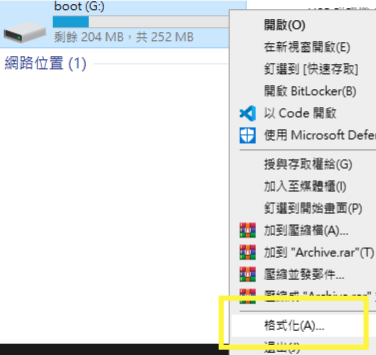 boot (G:)
剩餘 204 MB，共 252 MB
網路位置 (1)
開啟(O)
在新視窗開啟(E)
釘選到 [快速存取]
開啟 BitLocker(B)
以 Code 開啟
使用 Microsoft Defe
授與存取權給(G)
加入至媒體櫃(I)
釘選到開始畫面(P)
加到壓縮檔(A)...
加到 "Archive.rar"(T)
壓縮並發郵件...
壓縮成 "Archive.rar"
格式化(A)...
退出(J)